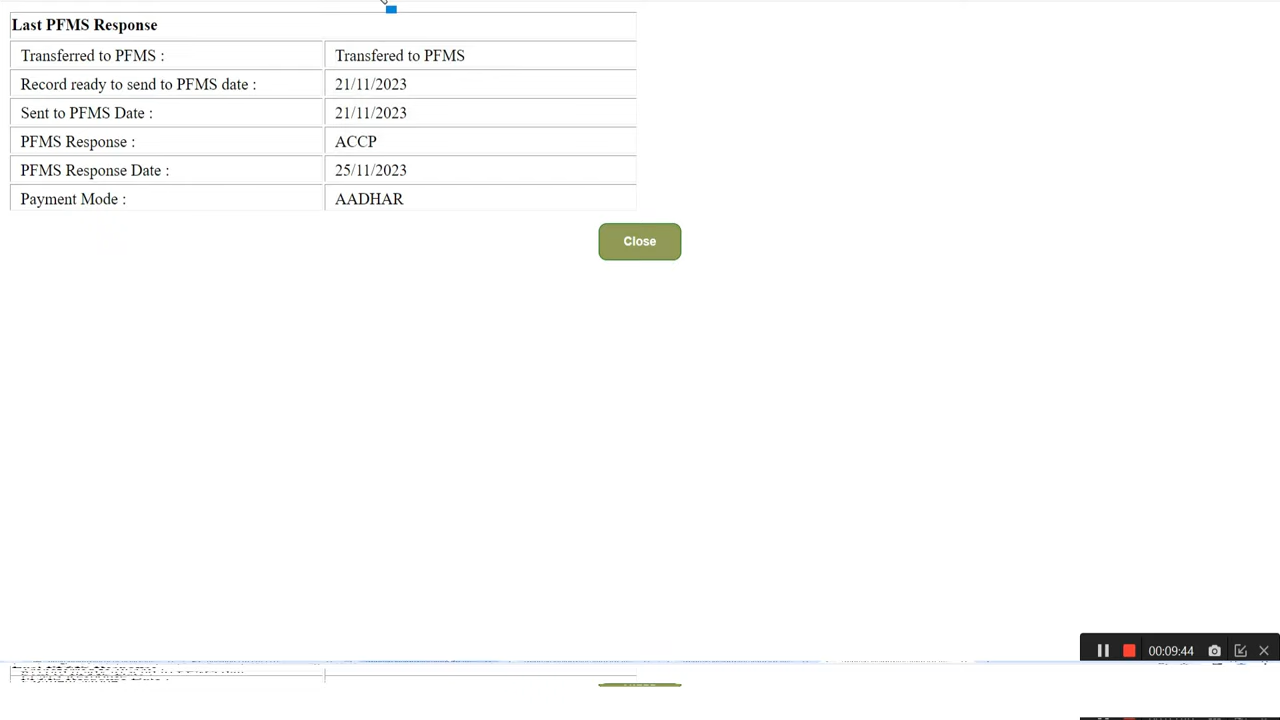 Last PFMS Response
Transferred to PFMS : Transfered to PFMS
Record ready to send to PFMS date : 21/11/2023
Sent to PFMS Date : 21/11/2023
PFMS Response : ACCP
PFMS Response Date : 25/11/2023
Payment Mode : AADHAR
Close
00:09:44